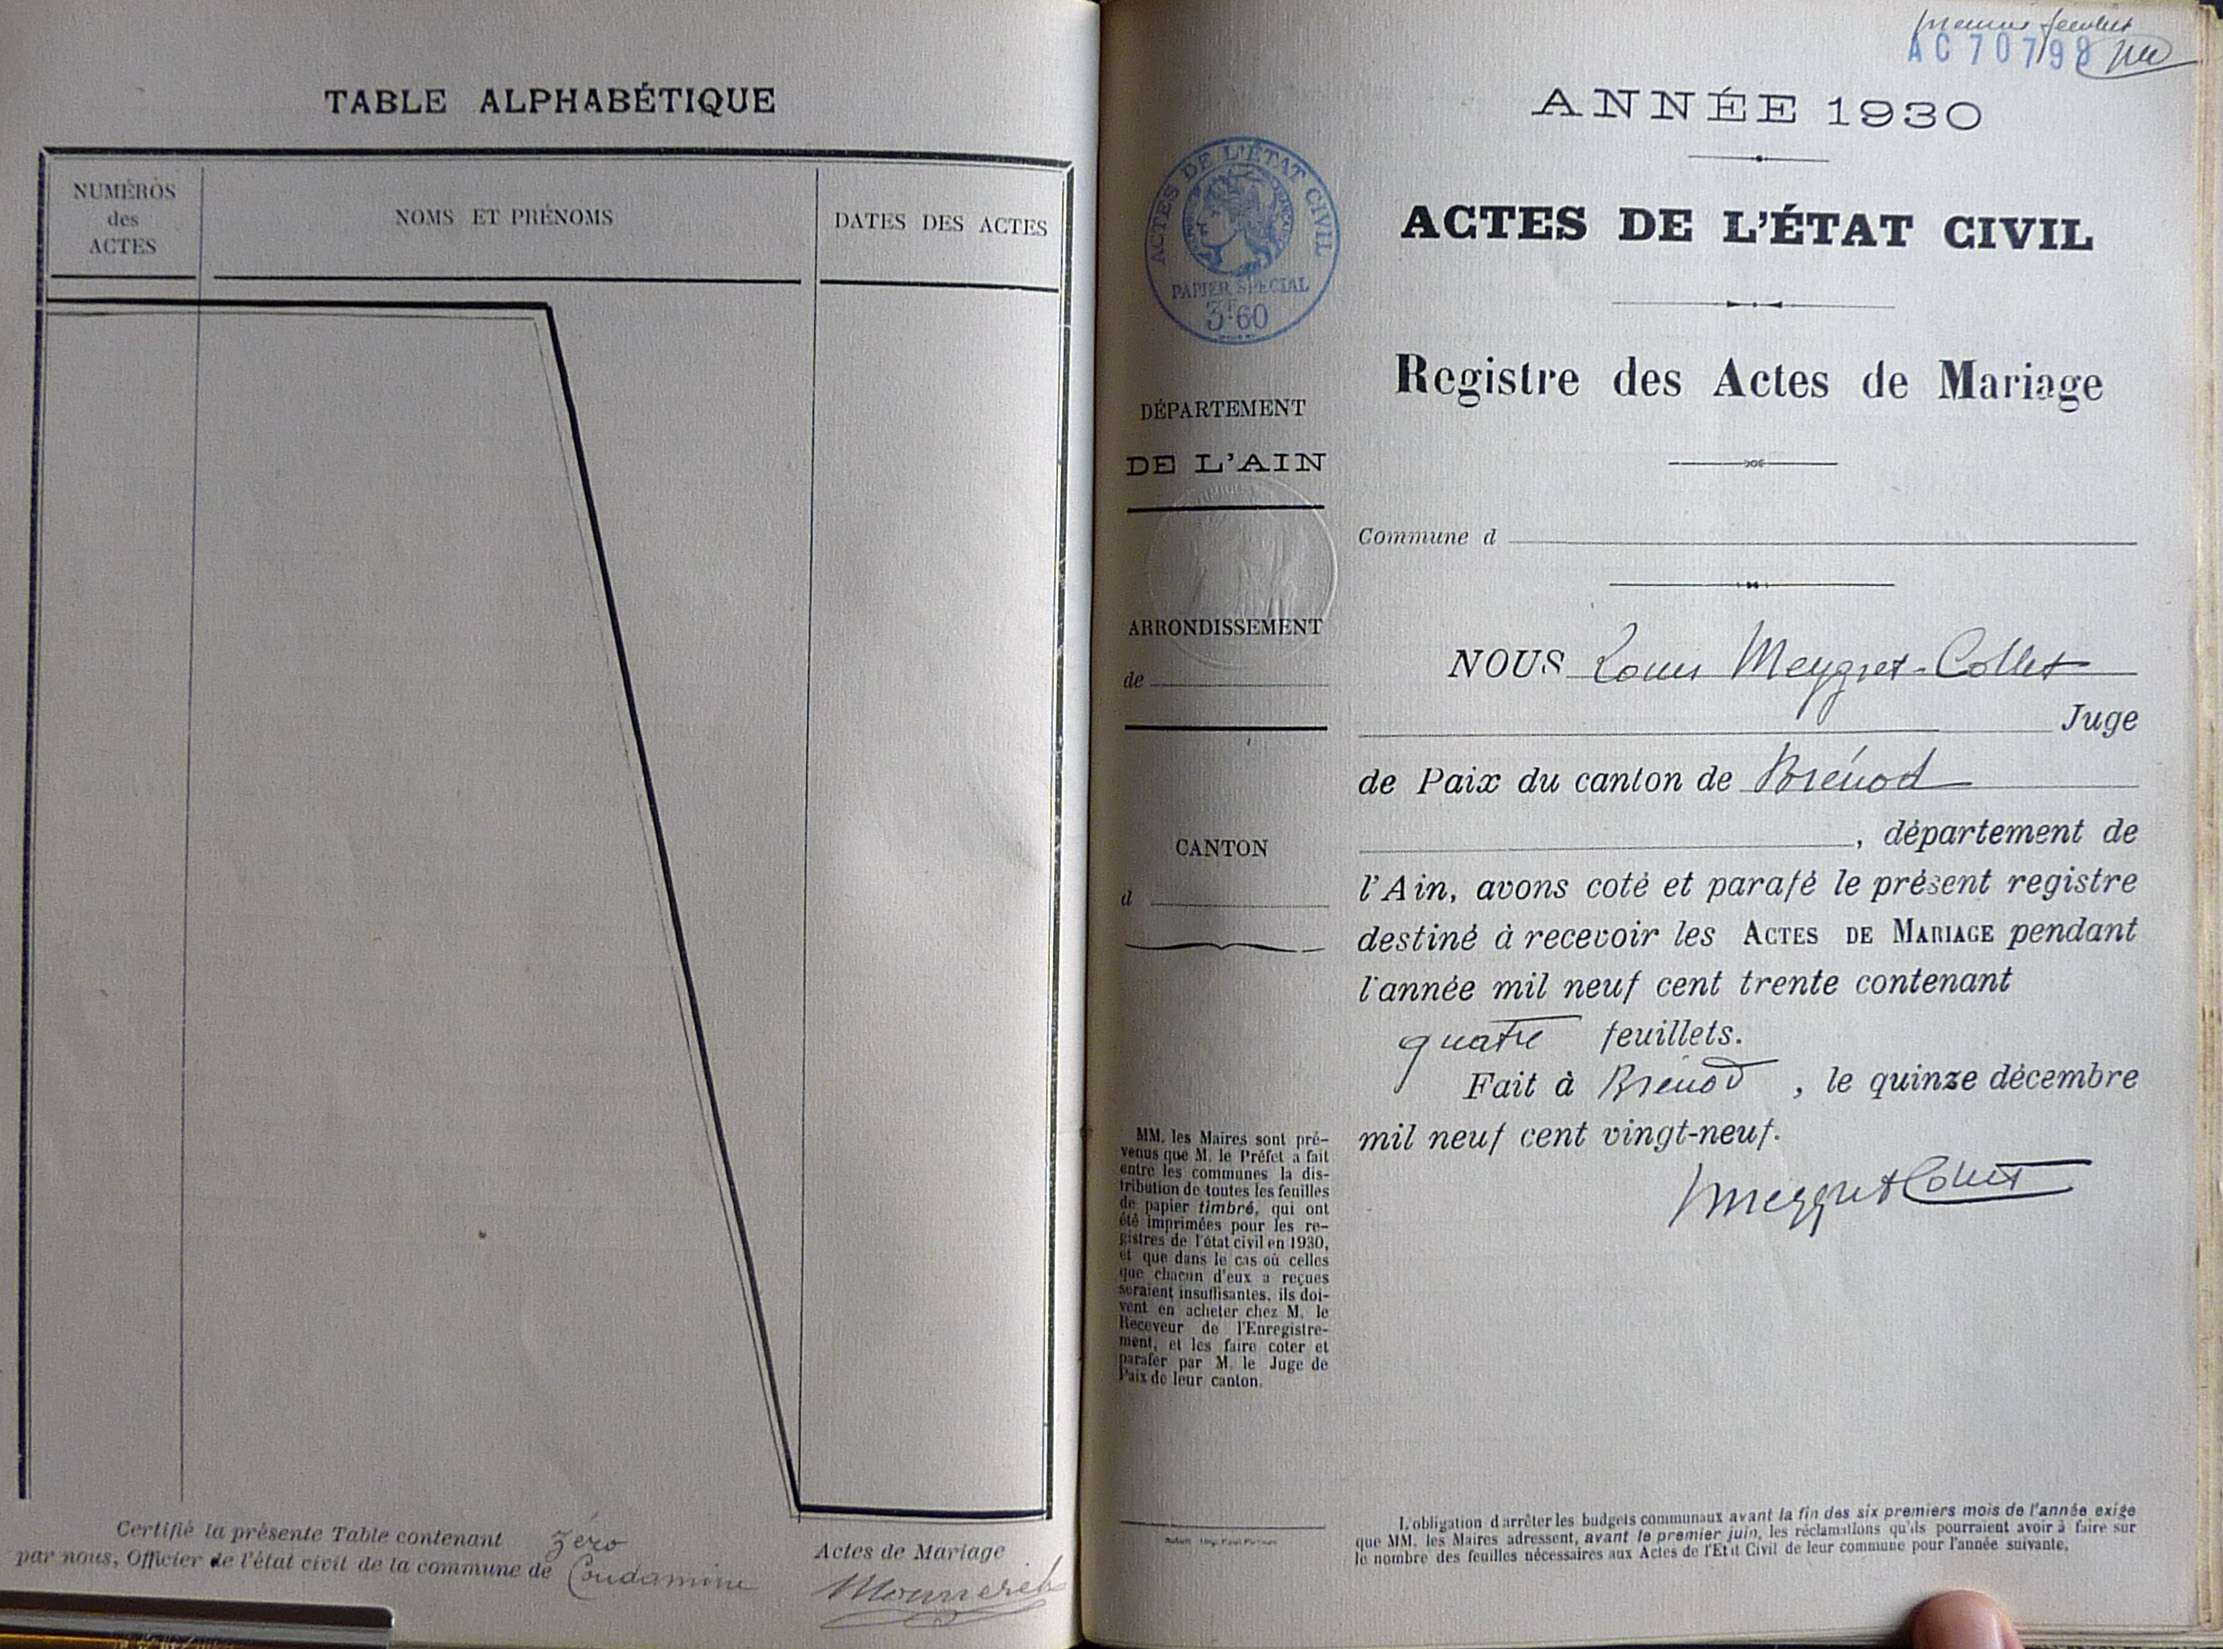 TABLE ALPHABÉTIQUE
NUMÉROS
des
ACTES
NOMS ET PRÉNOMS
DATES DES ACTES
Certifié la présente Table contenant zéro Actes de Mariage
par nous, Officier de l'état civil de la commune de Condamine
premier feuillet
AC 70798
ANNÉE 1930
ACTES DE L'ÉTAT CIVIL
PAPIER SPÉCIAL
3F60
ACTES DE L'ÉTAT CIVIL
Registre des Actes de Mariage
DÉPARTEMENT
DE L'AIN
ARRONDISSEMENT
de
CANTON
d
MM. les Maires sont pré-
venus que M. le Préfet a fait
entre les communes la dis-
tribution de toutes les feuilles
de papier timbré, qui ont
été imprimées pour les re-
gistres de l'état civil en 1930,
et que dans le cas où celles
que chacun d'eux a reçues
seraient insuffisantes, ils doi-
vent en acheter chez M. le
Receveur de l'Enregistre-
ment, et les faire coter et
parafer par M. le Juge de
Paix de leur canton.
Commune d
NOUS Louis Meygret-Collet
Juge
de Paix du canton de Brénod
, département de
l'Ain, avons coté et parafé le présent registre
destiné à recevoir les ACTES DE MARIAGE pendant
l'année mil neuf cent trente contenant
quatre feuillets.
Fait à Brénod, le quinze décembre
mil neuf cent vingt-neuf.
Meygret Collet
L'obligation d'arrêter les budgets communaux avant la fin des six premiers mois de l'année exige
que MM. les Maires adressent, avant le premier juin, les réclamations qu'ils pourraient avoir à faire sur
le nombre des feuilles nécessaires aux Actes de l'Etat Civil de leur commune pour l'année suivante.